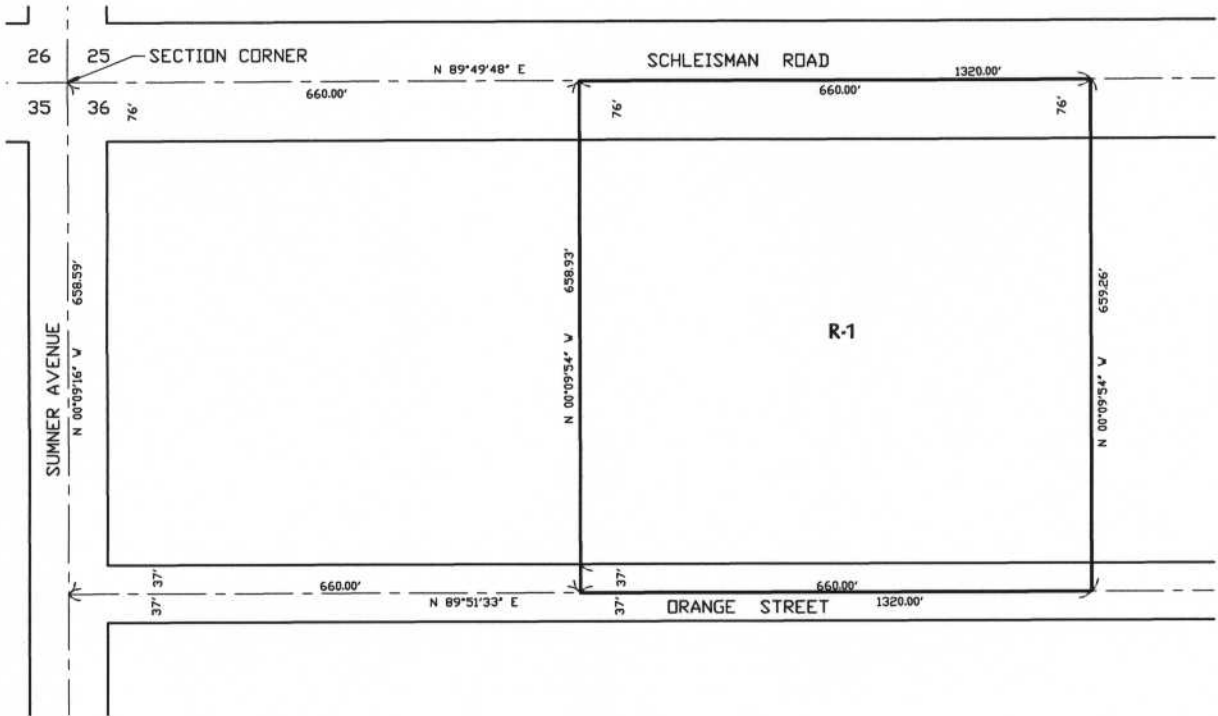 26 25 SECTION CORNER
35 36
76'
N 89°49'48" E
660.00'
SCHLEISMAN ROAD
1320.00'
660.00'
76'
76'
SUMNER AVENUE
N 00°09'16" W 658.59'
N 00°09'54" W 658.93'
R-1
N 00°09'54" W 659.26'
37'
37'
660.00'
N 89°51'33" E
37'
37'
660.00'
ORANGE STREET
1320.00'